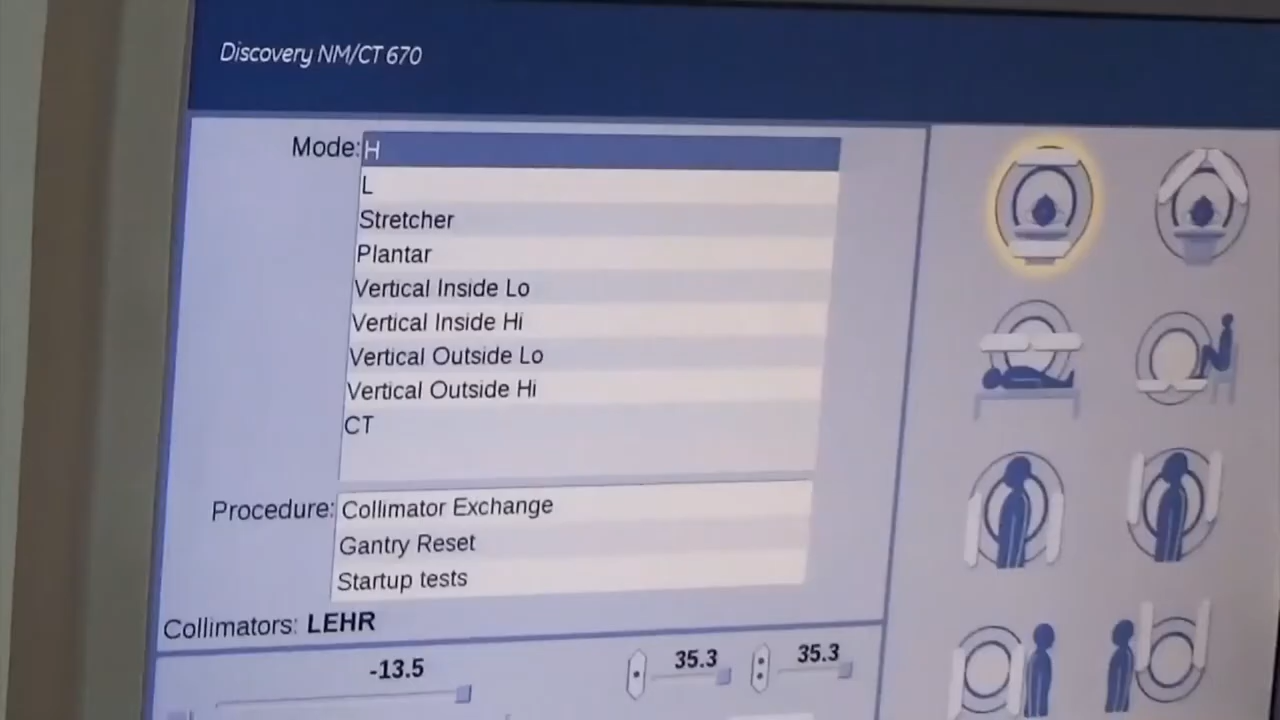 Discovery NM/CT 670
Mode: H
L
Stretcher
Plantar
Vertical Inside Lo
Vertical Inside Hi
Vertical Outside Lo
Vertical Outside Hi
CT
Procedure: Collimator Exchange
Gantry Reset
Startup tests
Collimators: LEHR
-13.5 35.3 35.3